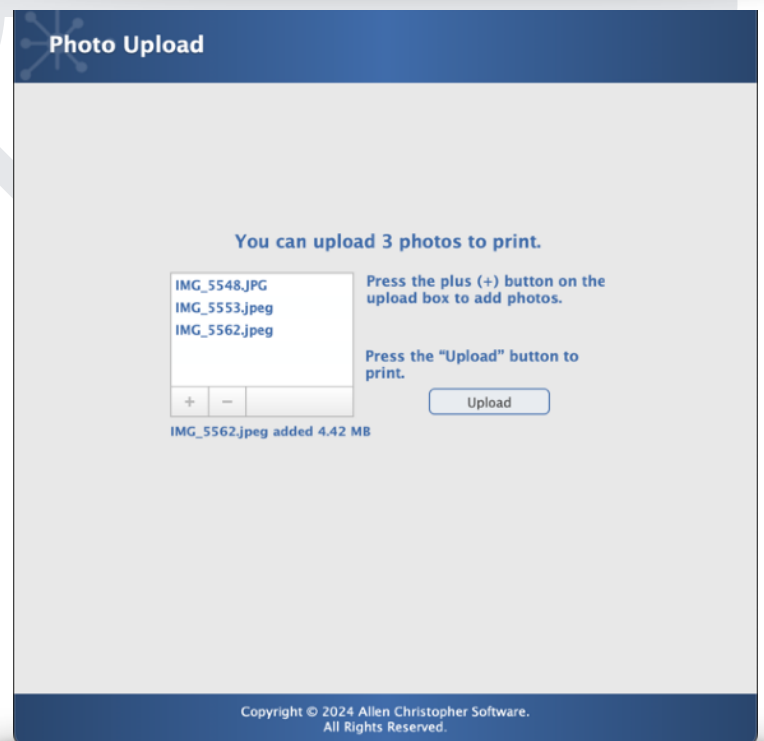 Photo Upload
You can upload 3 photos to print.
IMG_5548.JPG
IMG_5553.jpeg
IMG_5562.jpeg
+ −
IMG_5562.jpeg added 4.42 MB
Press the plus (+) button on the
upload box to add photos.
Press the “Upload” button to
print.
Upload
Copyright © 2024 Allen Christopher Software.
All Rights Reserved.